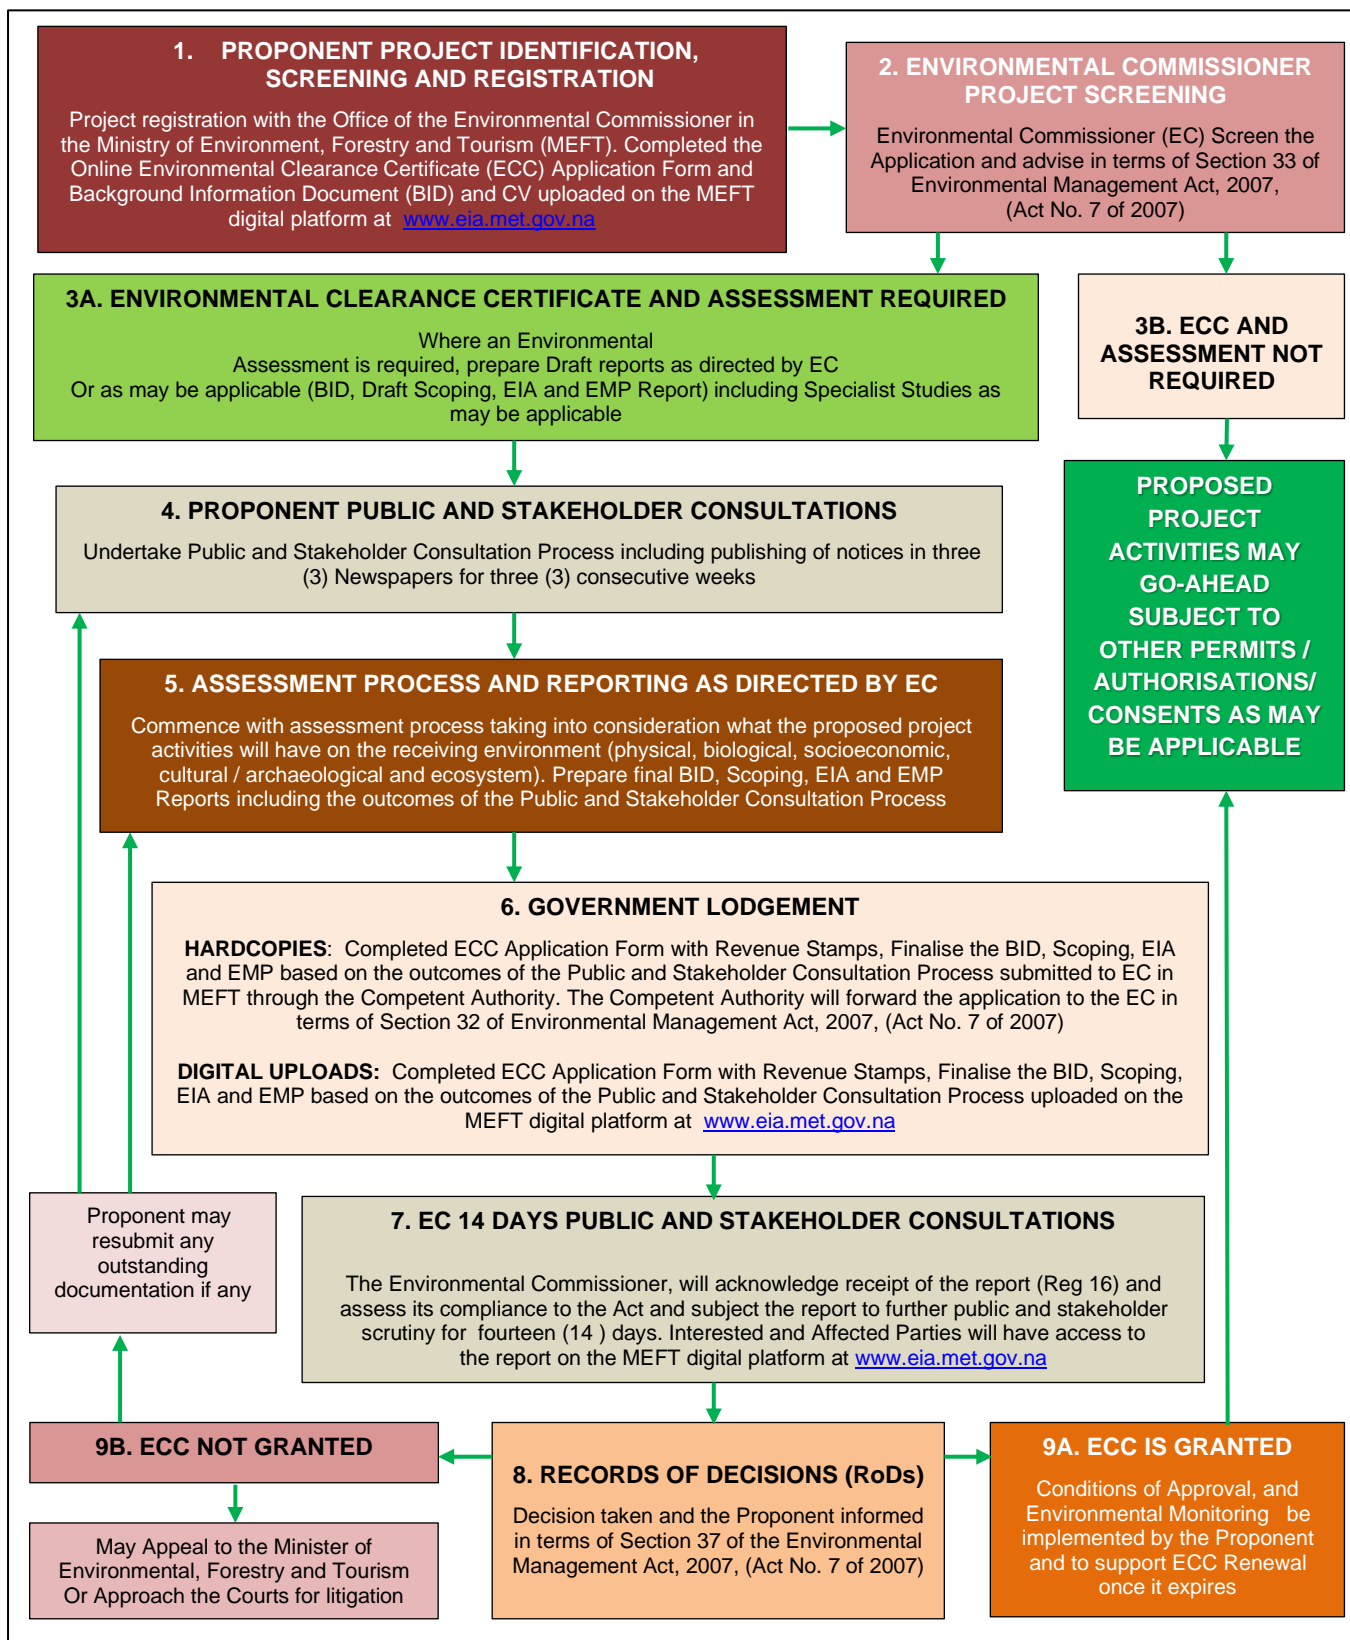 1. PROPONENT PROJECT IDENTIFICATION,
SCREENING AND REGISTRATION
Project registration with the Office of the Environmental Commissioner in
the Ministry of Environment, Forestry and Tourism (MEFT). Completed the
Online Environmental Clearance Certificate (ECC) Application Form and
Background Information Document (BID) and CV uploaded on the MEFT
digital platform at www.eia.met.gov.na
2. ENVIRONMENTAL COMMISSIONER
PROJECT SCREENING
Environmental Commissioner (EC) Screen the
Application and advise in terms of Section 33 of
Environmental Management Act, 2007,
(Act No. 7 of 2007)
3A. ENVIRONMENTAL CLEARANCE CERTIFICATE AND ASSESSMENT REQUIRED
Where an Environmental
Assessment is required, prepare Draft reports as directed by EC
Or as may be applicable (BID, Draft Scoping, EIA and EMP Report) including Specialist Studies as
may be applicable
3B. ECC AND
ASSESSMENT NOT
REQUIRED
4. PROPONENT PUBLIC AND STAKEHOLDER CONSULTATIONS
Undertake Public and Stakeholder Consultation Process including publishing of notices in three
(3) Newspapers for three (3) consecutive weeks
PROPOSED
PROJECT
ACTIVITIES MAY
GO-AHEAD
SUBJECT TO
OTHER PERMITS /
AUTHORISATIONS/
CONSENTS AS MAY
BE APPLICABLE
5. ASSESSMENT PROCESS AND REPORTING AS DIRECTED BY EC
Commence with assessment process taking into consideration what the proposed project
activities will have on the receiving environment (physical, biological, socioeconomic,
cultural / archaeological and ecosystem). Prepare final BID, Scoping, EIA and EMP
Reports including the outcomes of the Public and Stakeholder Consultation Process
6. GOVERNMENT LODGEMENT
HARDCOPIES: Completed ECC Application Form with Revenue Stamps, Finalise the BID, Scoping, EIA
and EMP based on the outcomes of the Public and Stakeholder Consultation Process submitted to EC in
MEFT through the Competent Authority. The Competent Authority will forward the application to the EC in
terms of Section 32 of Environmental Management Act, 2007, (Act No. 7 of 2007)
DIGITAL UPLOADS: Completed ECC Application Form with Revenue Stamps, Finalise the BID, Scoping,
EIA and EMP based on the outcomes of the Public and Stakeholder Consultation Process uploaded on the
MEFT digital platform at www.eia.met.gov.na
Proponent may
resubmit any
outstanding
documentation if any
7. EC 14 DAYS PUBLIC AND STAKEHOLDER CONSULTATIONS
The Environmental Commissioner, will acknowledge receipt of the report (Reg 16) and
assess its compliance to the Act and subject the report to further public and stakeholder
scrutiny for fourteen (14 ) days. Interested and Affected Parties will have access to
the report on the MEFT digital platform at www.eia.met.gov.na
9B. ECC NOT GRANTED
May Appeal to the Minister of
Environmental, Forestry and Tourism
Or Approach the Courts for litigation
8. RECORDS OF DECISIONS (RoDs)
Decision taken and the Proponent informed
in terms of Section 37 of the Environmental
Management Act, 2007, (Act No. 7 of 2007)
9A. ECC IS GRANTED
Conditions of Approval, and
Environmental Monitoring be
implemented by the Proponent
and to support ECC Renewal
once it expires